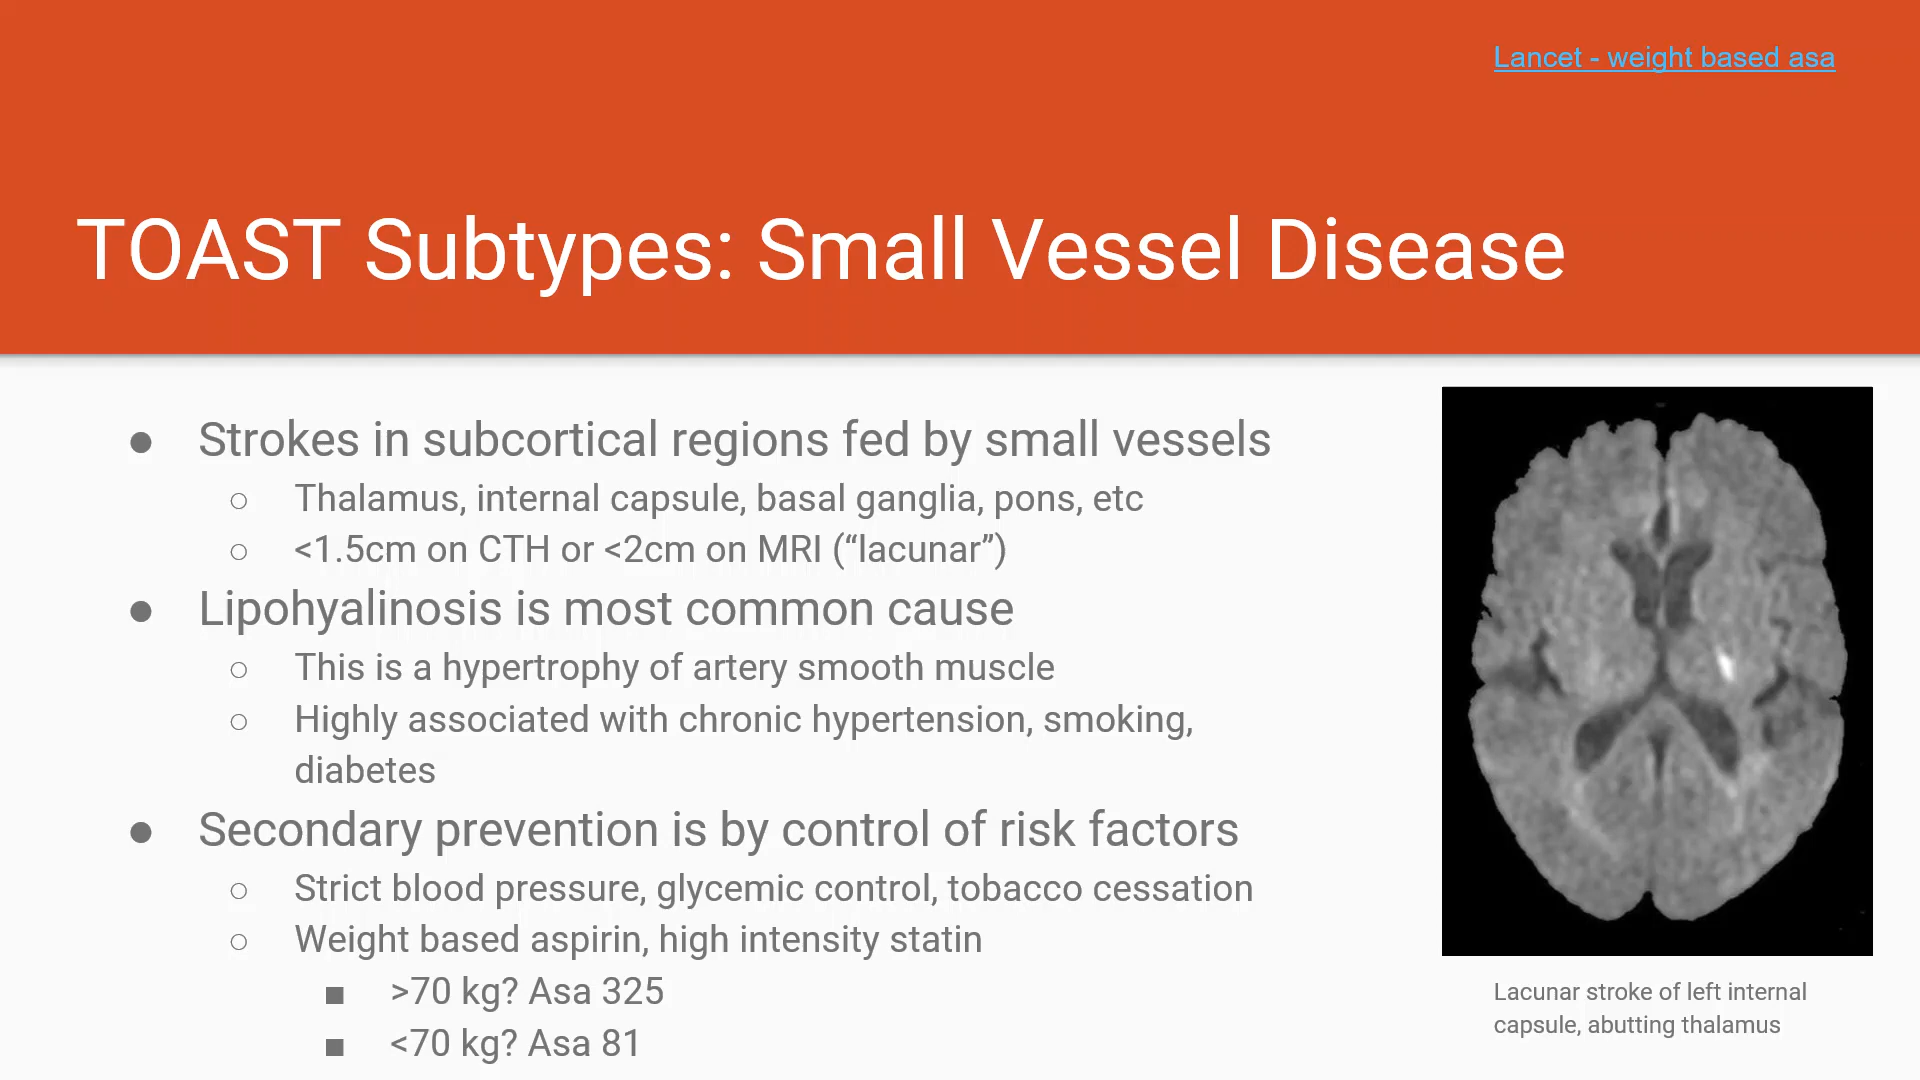 Lancet - weight based asa
TOAST Subtypes: Small Vessel Disease
● Strokes in subcortical regions fed by small vessels
○ Thalamus, internal capsule, basal ganglia, pons, etc
○ <1.5cm on CTH or <2cm on MRI (“lacunar”)
● Lipohyalinosis is most common cause
○ This is a hypertrophy of artery smooth muscle
○ Highly associated with chronic hypertension, smoking,
diabetes
● Secondary prevention is by control of risk factors
○ Strict blood pressure, glycemic control, tobacco cessation
○ Weight based aspirin, high intensity statin
■ >70 kg? Asa 325
■ <70 kg? Asa 81
Lacunar stroke of left internal
capsule, abutting thalamus